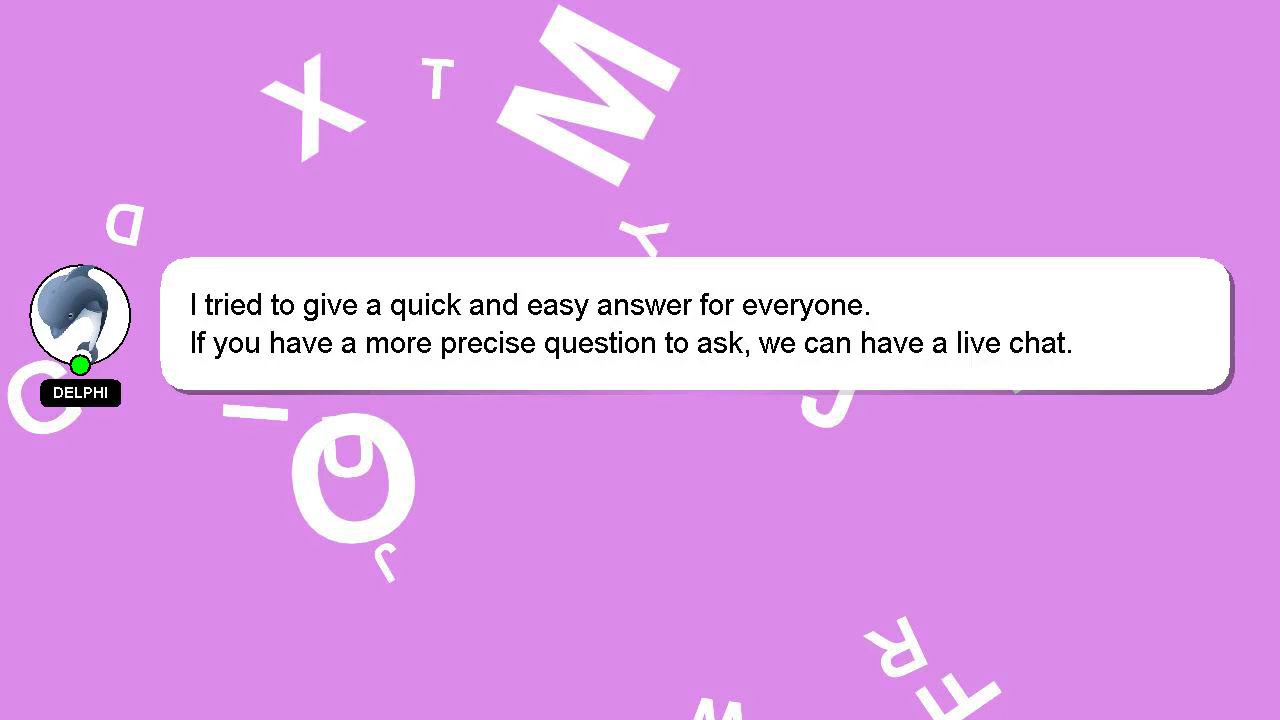 X
T
M
D
Y
I tried to give a quick and easy answer for everyone.
If you have a more precise question to ask, we can have a live chat.
DELPHI
C
I
O
U
J
J
R
F
W